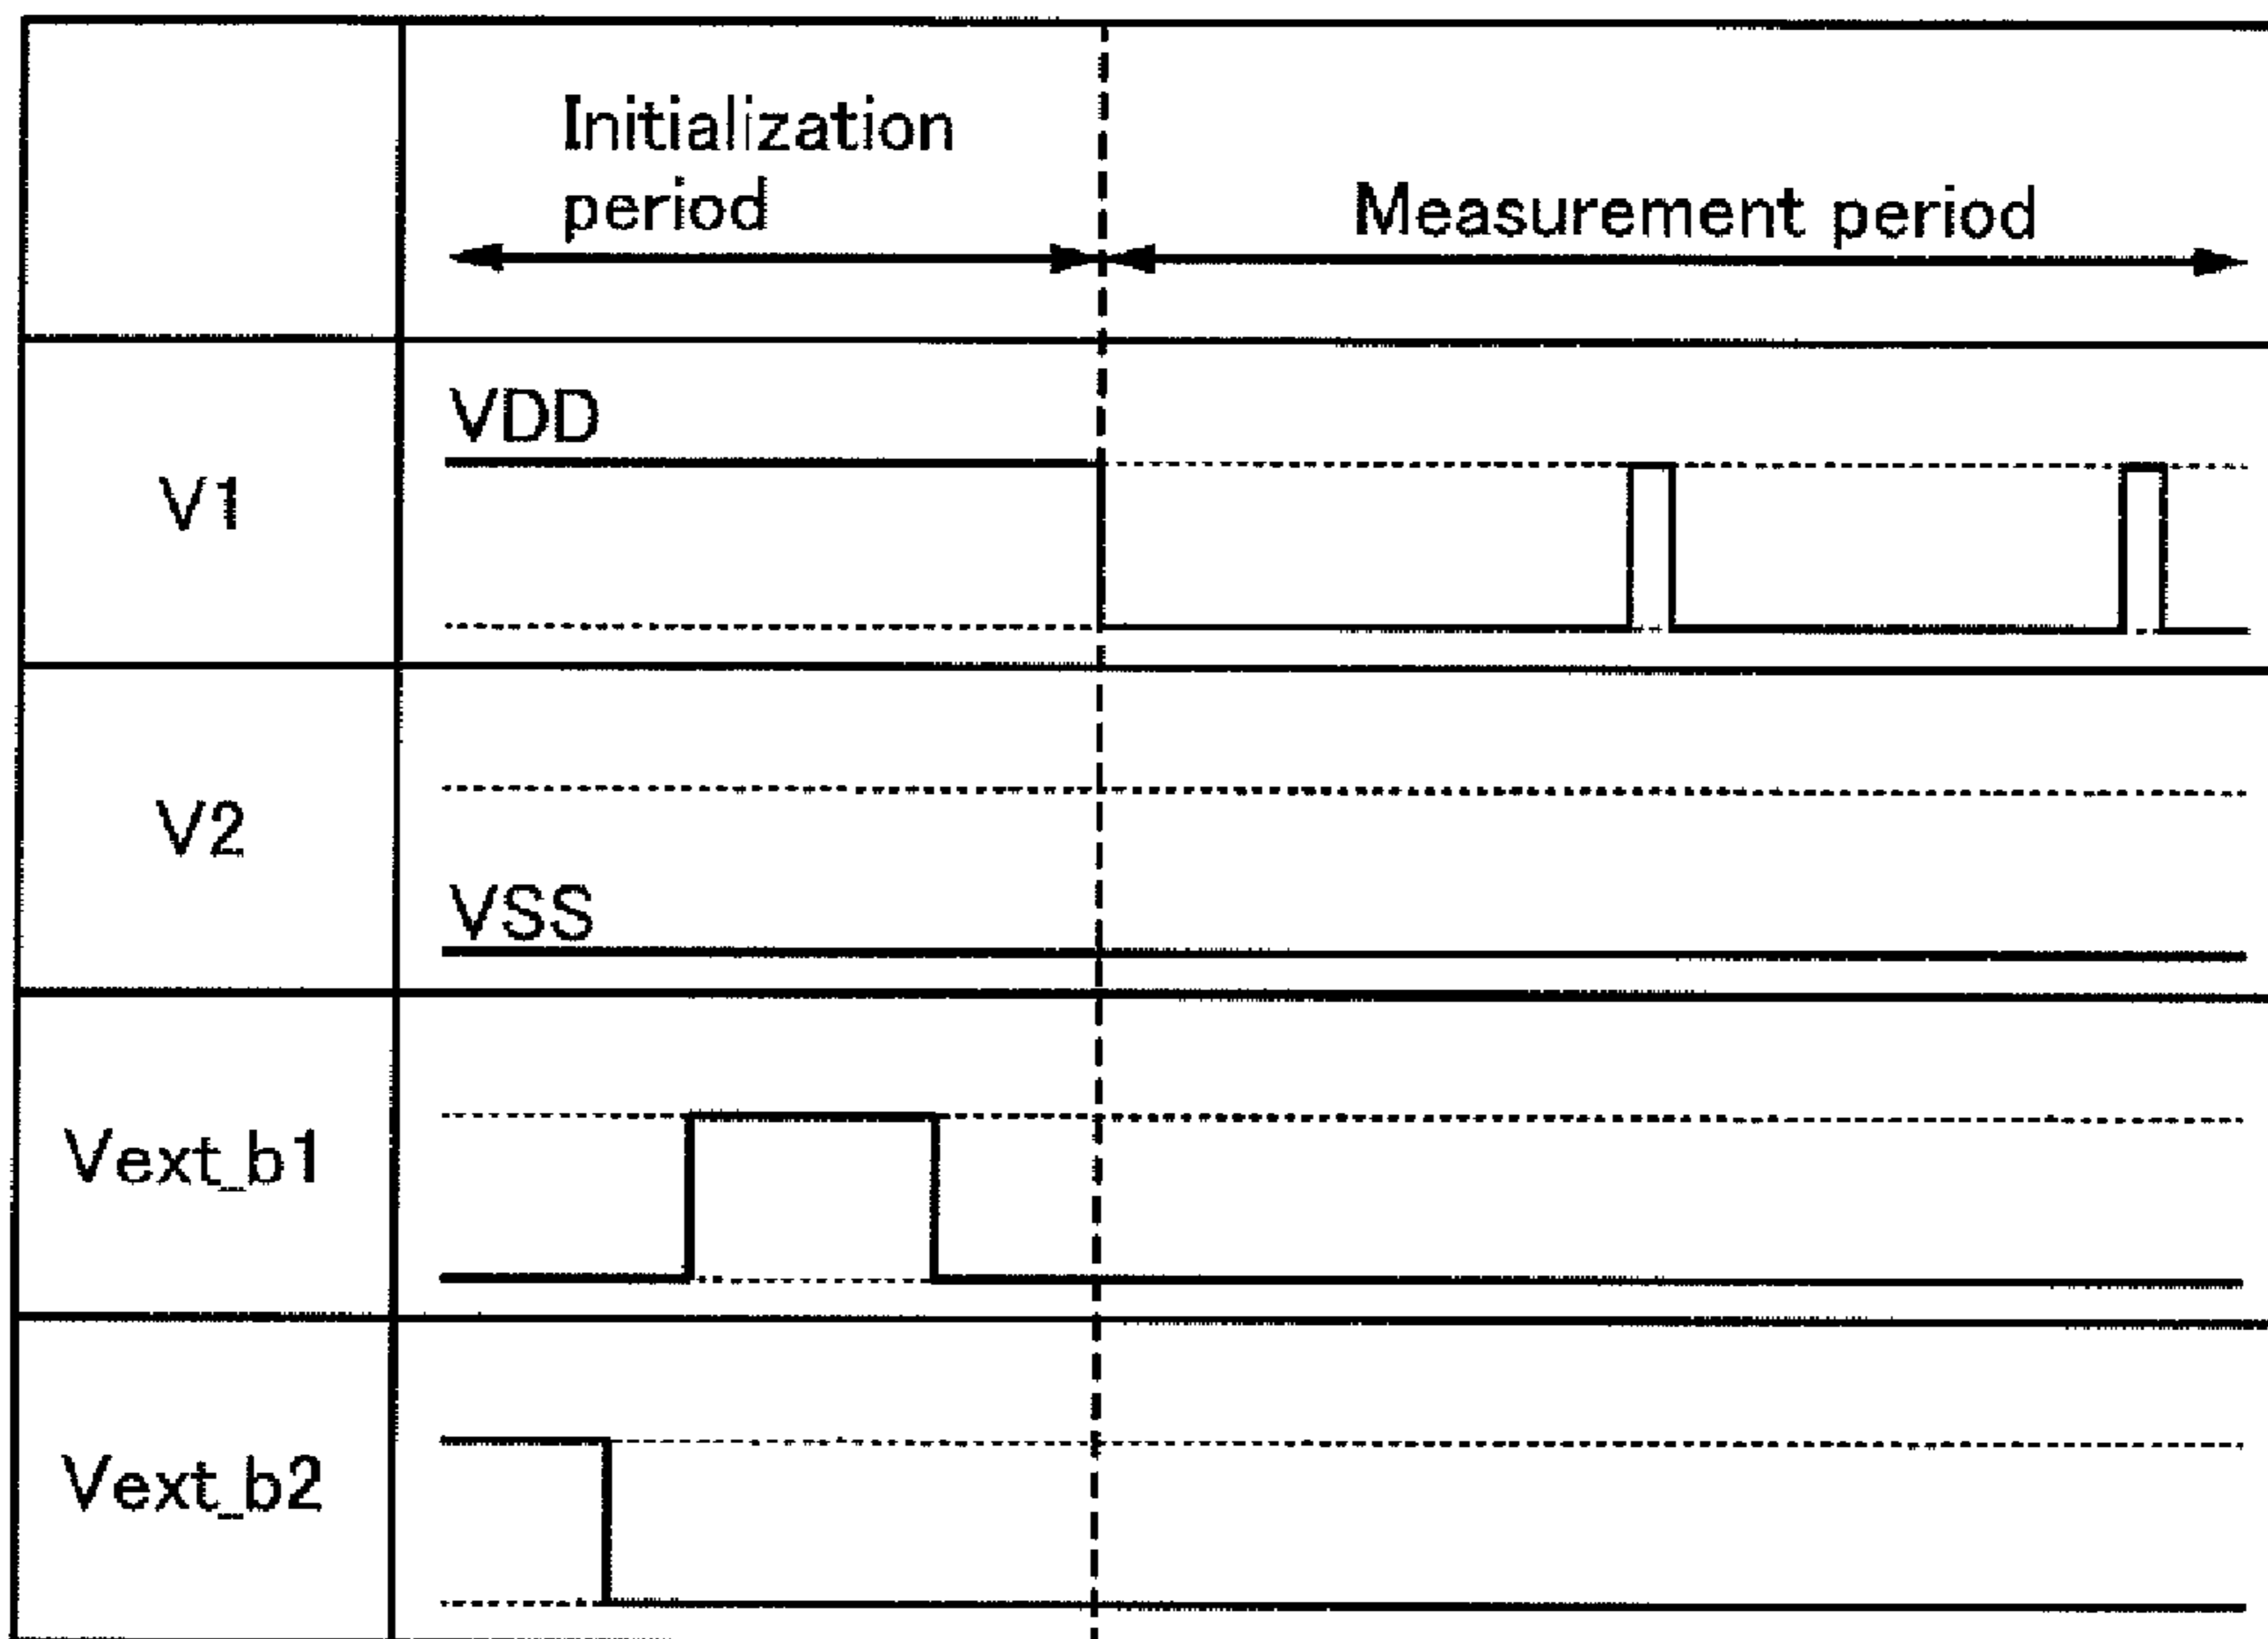 Initialization
period
Measurement period
VDD
V1
V2
VSS
Vext_b1
Vext_b2